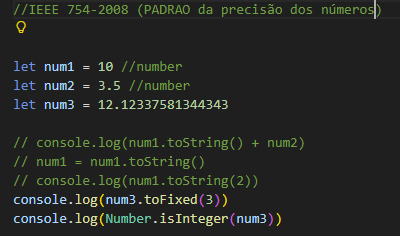 //IEEE 754-2008 (PADRAO da precisão dos números)
let num1 = 10 //number
let num2 = 3.5 //number
let num3 = 12.12337581344343
// console.log(num1.toString() + num2)
// num1 = num1.toString()
// console.log(num1.toString(2))
console.log(num3.toFixed(3))
console.log(Number.isInteger(num3))